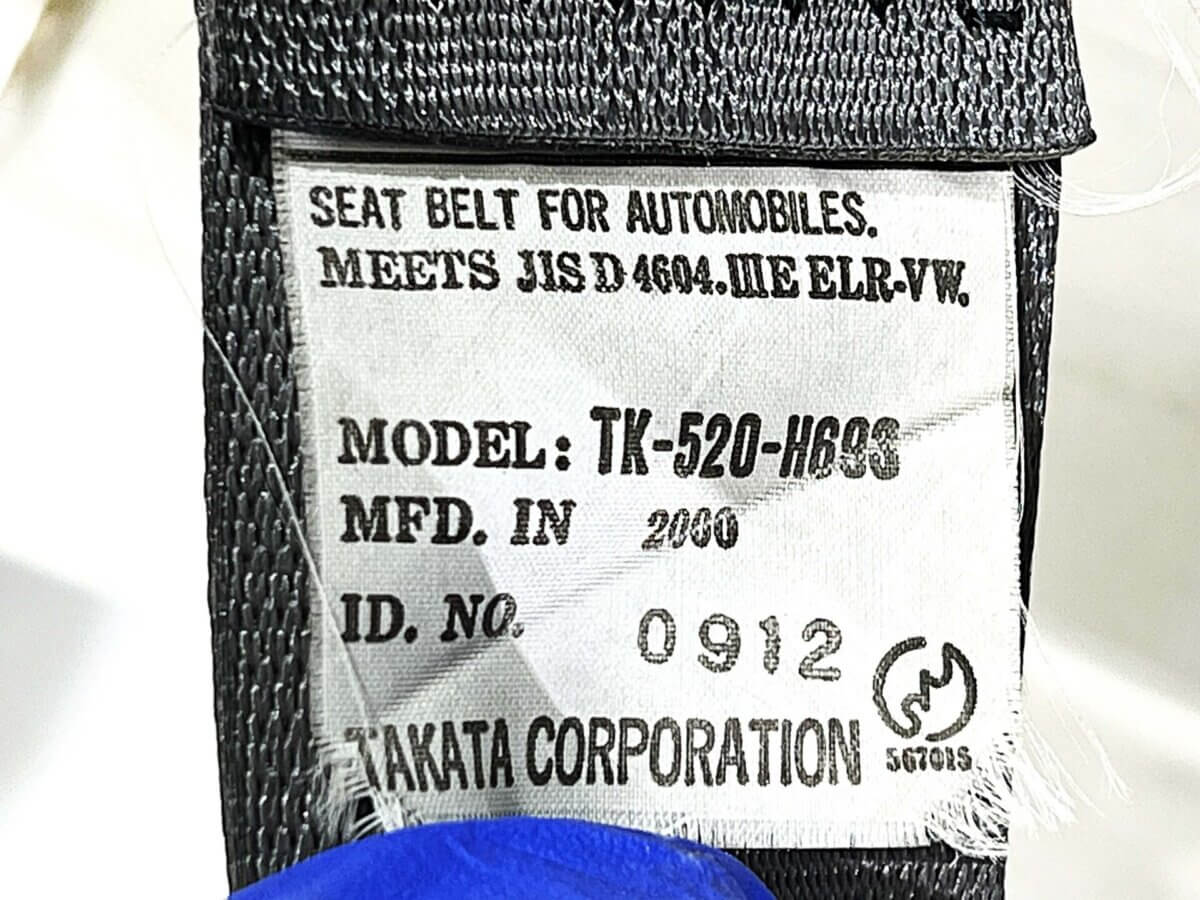 SEAT BELT FOR AUTOMOBILES.
MEETS JIS D 4604.IIIE ELR-VW.
MODEL: TK-520-H693
MFD. IN 2000
ID. NO. 0912
TAKATA CORPORATION
567018